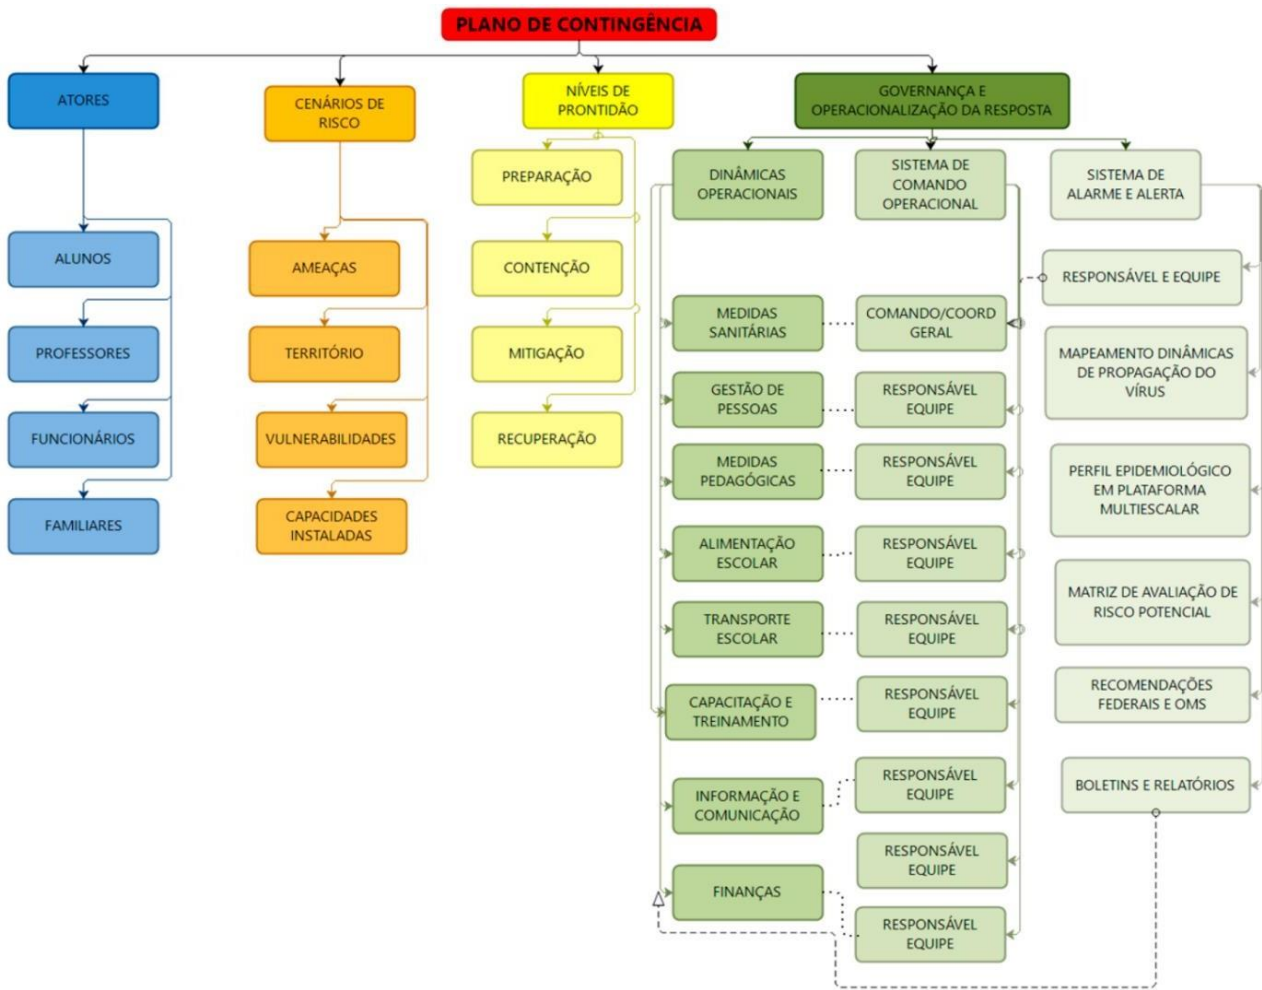 PLANO DE CONTINGÊNCIA
ATORES
ALUNOS
PROFESSORES
FUNCIONÁRIOS
FAMILIARES
CENÁRIOS DE
RISCO
AMEAÇAS
TERRITÓRIO
VULNERABILIDADES
CAPACIDADES
INSTALADAS
NÍVEIS DE
PRONTIDÃO
PREPARAÇÃO
CONTENÇÃO
MITIGAÇÃO
RECUPERAÇÃO
GOVERNANÇA E
OPERACIONALIZAÇÃO DA RESPOSTA
DINÂMICAS
OPERACIONAIS
MEDIDAS
SANITÁRIAS
GESTÃO DE
PESSOAS
MEDIDAS
PEDAGÓGICAS
ALIMENTAÇÃO
ESCOLAR
TRANSPORTE
ESCOLAR
CAPACITAÇÃO E
TREINAMENTO
INFORMAÇÃO E
COMUNICAÇÃO
FINANÇAS
SISTEMA DE
COMANDO
OPERACIONAL
COMANDO/COORD
GERAL
RESPONSÁVEL
EQUIPE
RESPONSÁVEL
EQUIPE
RESPONSÁVEL
EQUIPE
RESPONSÁVEL
EQUIPE
RESPONSÁVEL
EQUIPE
RESPONSÁVEL
EQUIPE
RESPONSÁVEL
EQUIPE
RESPONSÁVEL
EQUIPE
SISTEMA DE
ALARME E ALERTA
RESPONSÁVEL E EQUIPE
MAPEAMENTO DINÂMICAS
DE PROPAGAÇÃO DO
VÍRUS
PERFIL EPIDEMIOLÓGICO
EM PLATAFORMA
MULTIESCALAR
MATRIZ DE AVALIAÇÃO DE
RISCO POTENCIAL
RECOMENDAÇÕES
FEDERAIS E OMS
BOLETINS E RELATÓRIOS